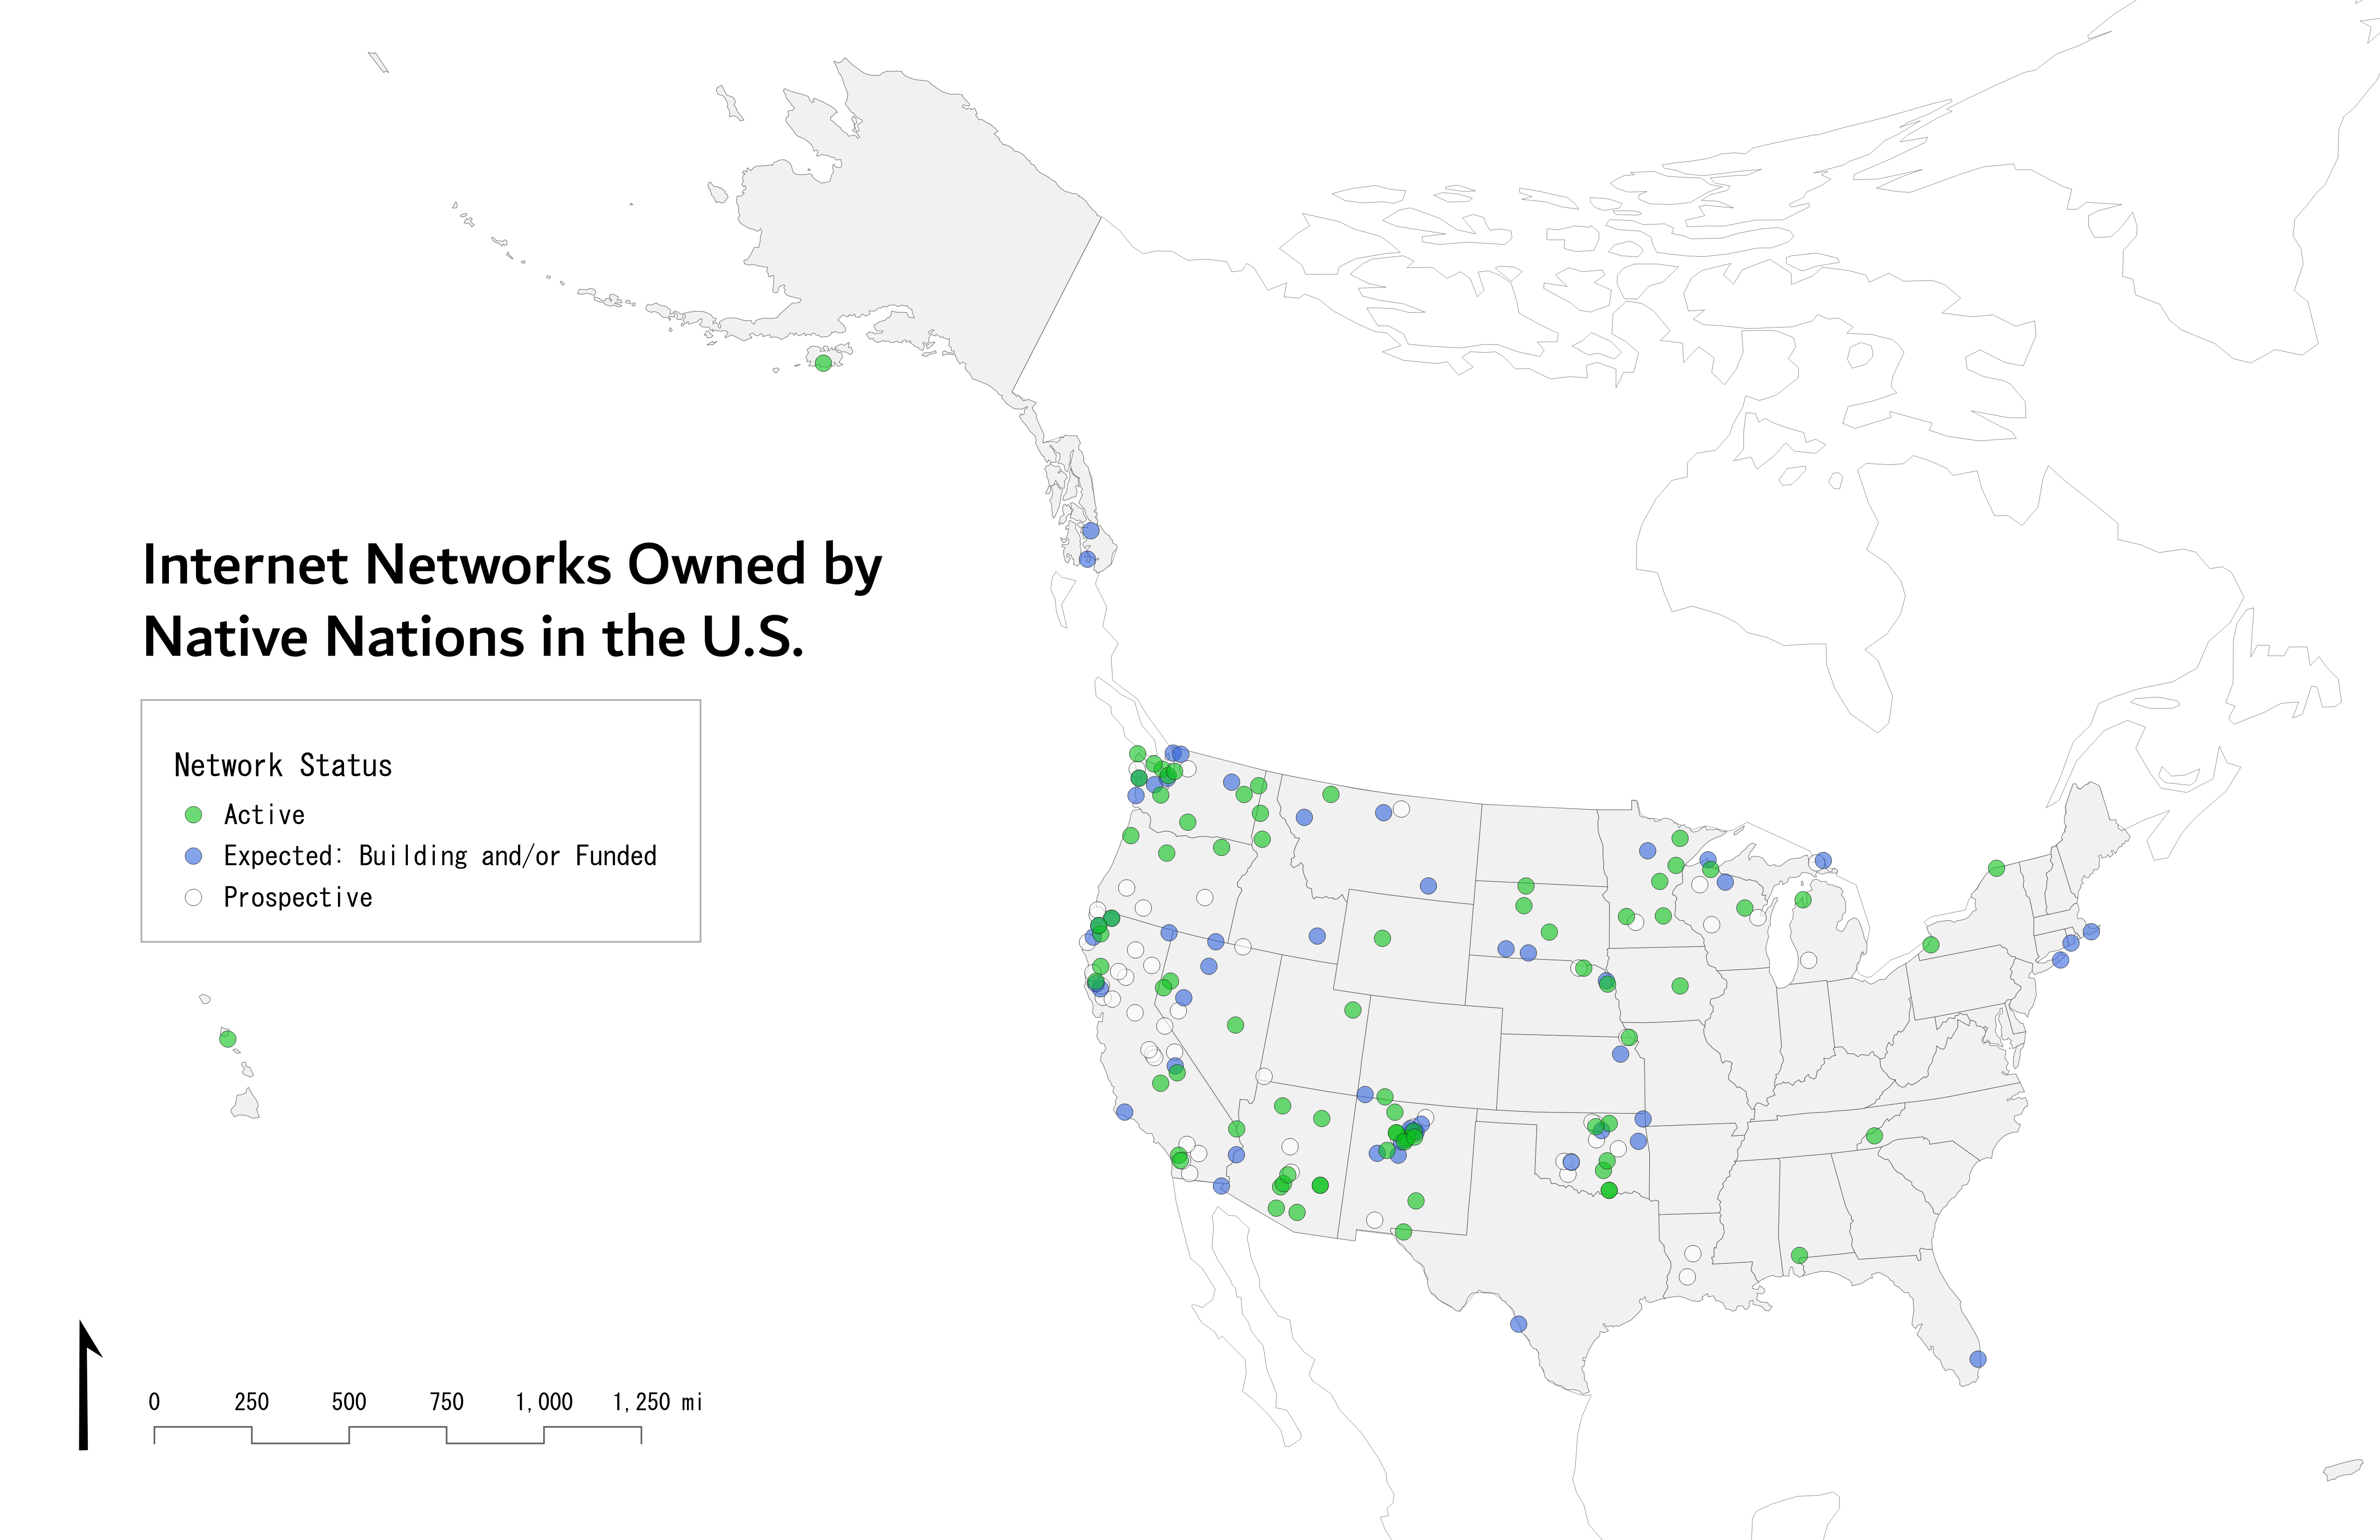 Internet Networks Owned by
Native Nations in the U.S.
Network Status
Active
Expected: Building and/or Funded
Prospective
0 250 500 750 1,000 1,250 mi